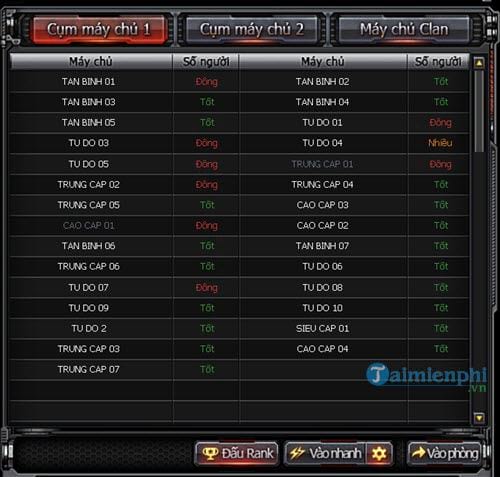 Cụm máy chủ 1 Cụm máy chủ 2 Máy chủ Clan
Máy chủ Số người Máy chủ Số người
TAN BINH 01 Đông TAN BINH 02 Tốt
TAN BINH 03 Tốt TAN BINH 04 Tốt
TAN BINH 05 Tốt TU DO 01 Đông
TU DO 03 Đông TU DO 04 Nhiều
TU DO 05 Đông TRUNG CAP 01 Đông
TRUNG CAP 02 Đông TRUNG CAP 04 Tốt
TRUNG CAP 05 Tốt CAO CAP 03 Tốt
CAO CAP 01 Đông CAO CAP 02 Tốt
TAN BINH 06 Tốt TAN BINH 07 Tốt
TRUNG CAP 06 Tốt TU DO 06 Tốt
TU DO 07 Đông TU DO 08 Tốt
TU DO 09 Tốt TU DO 10 Tốt
TU DO 2 Tốt SIEU CAP 01 Tốt
TRUNG CAP 03 Tốt CAO CAP 04 Tốt
TRUNG CAP 07 Tốt
Taimienphi
.vn
Đấu Rank Vào nhanh Vào phòng